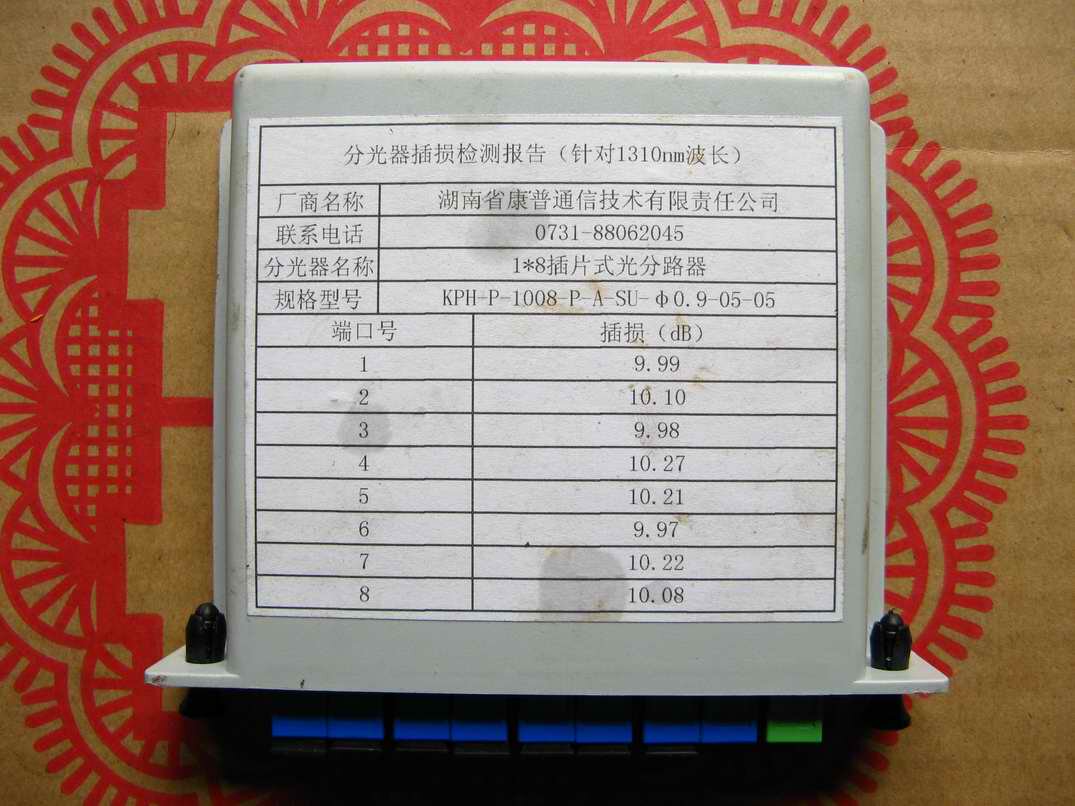 分光器插损检测报告（针对1310nm波长）
厂商名称 湖南省康普通信技术有限责任公司
联系电话 0731-88062045
分光器名称 1*8插片式光分路器
规格型号 KPH-P-1008-P-A-SU-φ0.9-05-05
端口号 插损（dB）
1 9.99
2 10.10
3 9.98
4 10.27
5 10.21
6 9.97
7 10.22
8 10.08